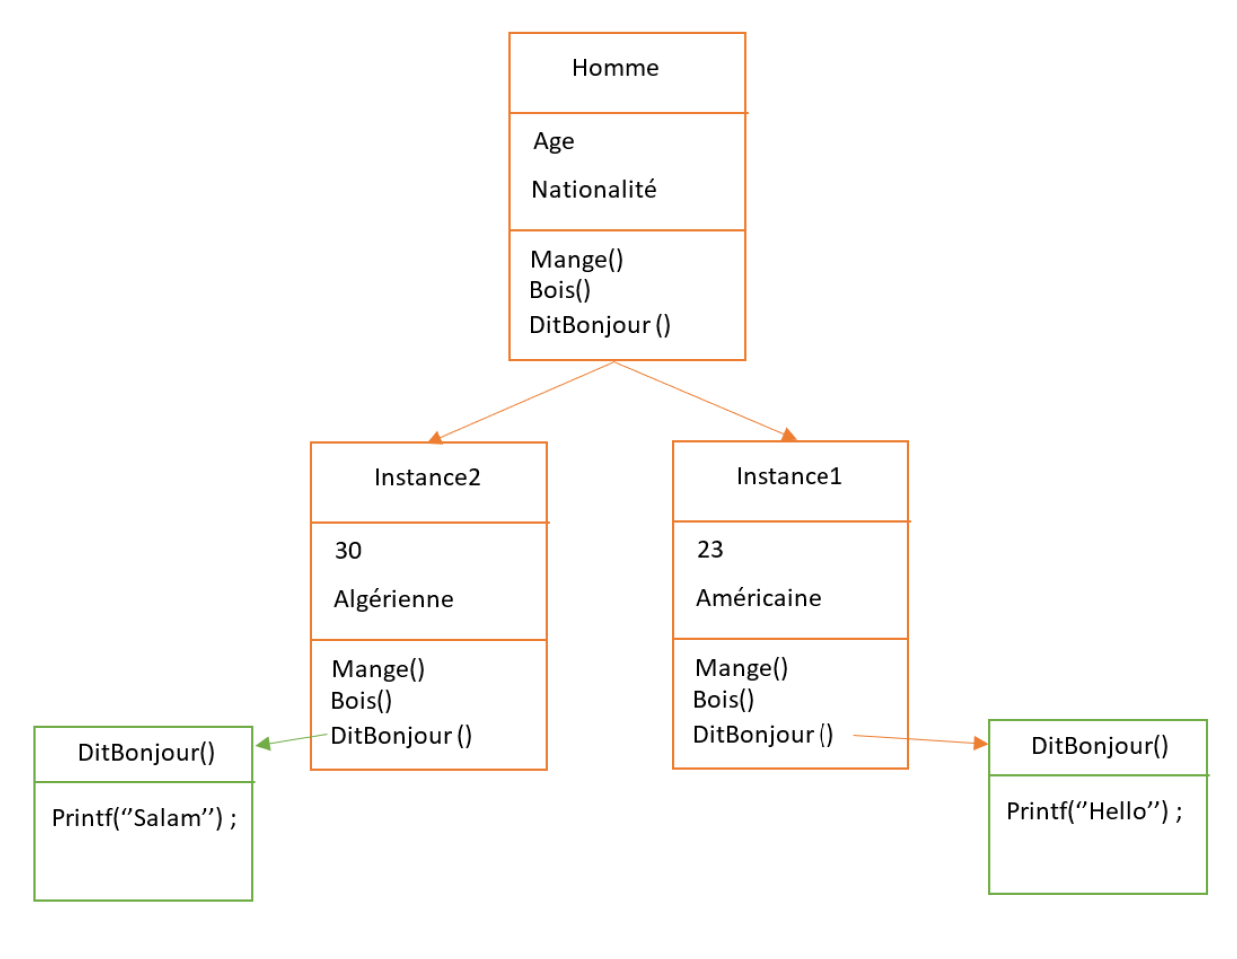 Homme
Age
Nationalité
Mange()
Bois()
DitBonjour ()
Instance2
30
Algérienne
Mange()
Bois()
DitBonjour ()
Instance1
23
Américaine
Mange()
Bois()
DitBonjour ()
DitBonjour()
Printf(‘’Salam’’) ;
DitBonjour()
Printf(‘’Hello’’) ;